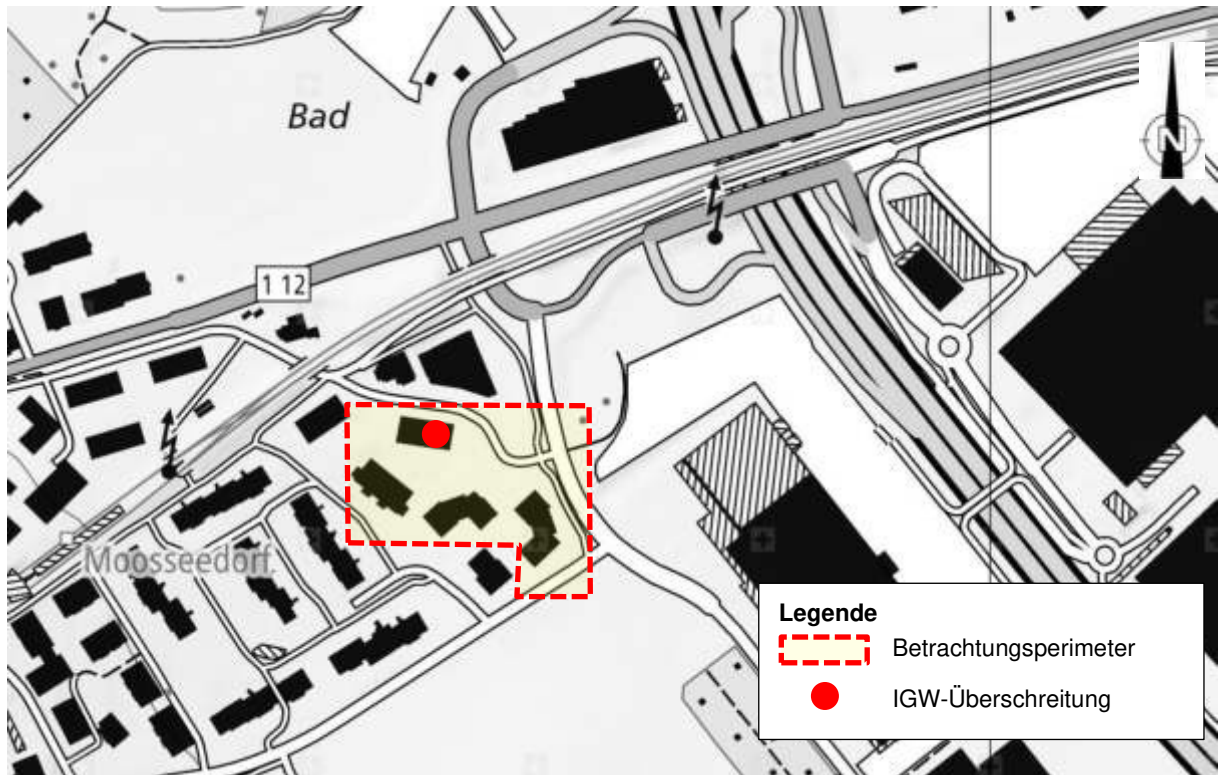 Bad
N
1 12
Moosseedorf
Legende
Betrachtungsperimeter
IGW-Überschreitung